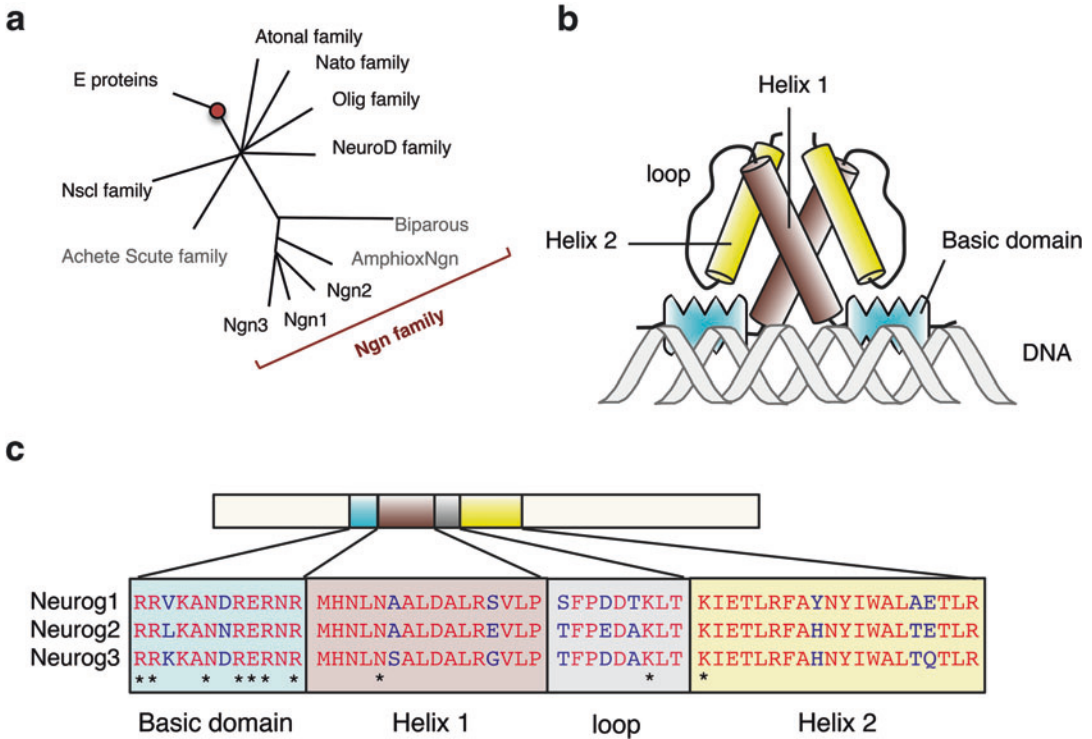 a
Atonal family
Nato family
E proteins
Olig family
NeuroD family
Nscl family
Biparous
Achete Scute family
AmphioxNgn
Ngn2
Ngn1
Ngn3
Ngn family
b
Helix 1
loop
Helix 2
Basic domain
DNA
c
Neurog1 RRVKANDRERNR MHNLNAALDALRSVLP SFPDDTKLT KIETLRFAYNYIWALAETLR
Neurog2 RRLKANNRERNR MHNLNAALDALREVLP TFPEDAKLT KIETLRFAHNYIWALTETLR
Neurog3 RRKKANDRERNR MHNLNSALDALRGVLP TFPDDAKLT KIETLRFAHNYIWALTQTLR
* * * * * * * * * *
Basic domain Helix 1 loop Helix 2